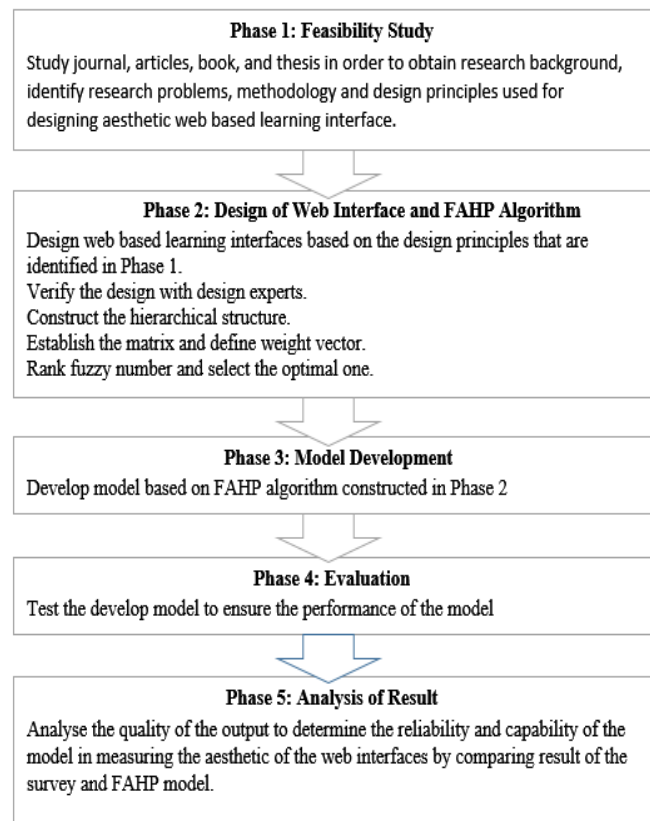 Phase 1: Feasibility Study
Study journal, articles, book, and thesis in order to obtain research background,
identify research problems, methodology and design principles used for
designing aesthetic web based learning interface.
Phase 2: Design of Web Interface and FAHP Algorithm
Design web based learning interfaces based on the design principles that are
identified in Phase 1.
Verify the design with design experts.
Construct the hierarchical structure.
Establish the matrix and define weight vector.
Rank fuzzy number and select the optimal one.
Phase 3: Model Development
Develop model based on FAHP algorithm constructed in Phase 2
Phase 4: Evaluation
Test the develop model to ensure the performance of the model
Phase 5: Analysis of Result
Analyse the quality of the output to determine the reliability and capability of the
model in measuring the aesthetic of the web interfaces by comparing result of the
survey and FAHP model.